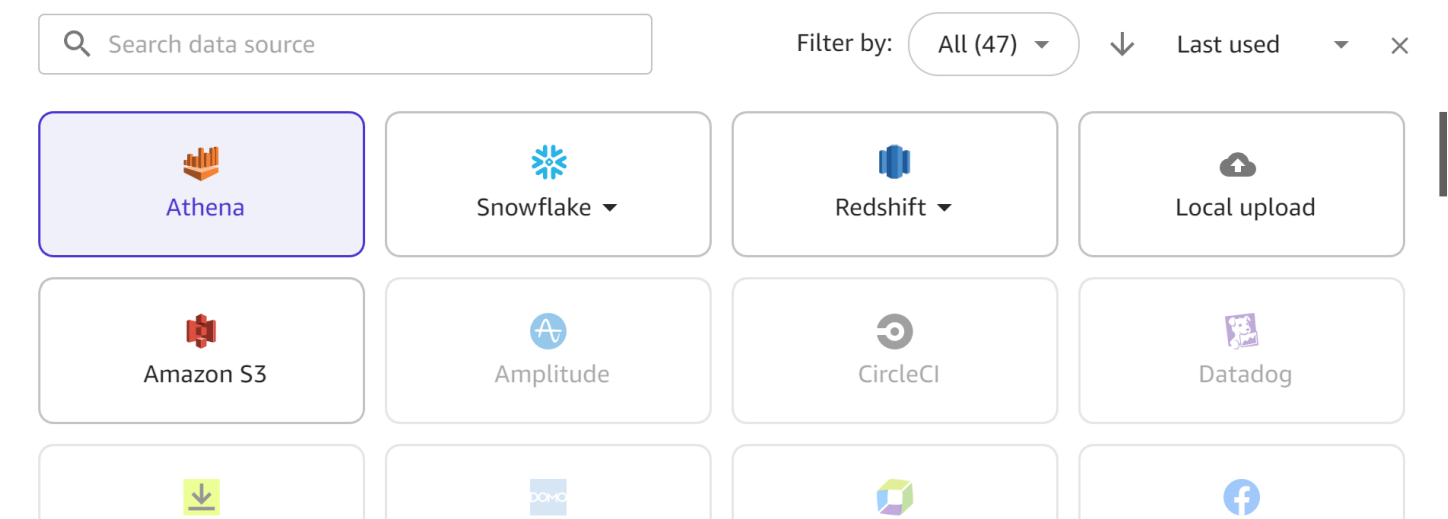 Search data source
Filter by: All (47) Last used
Athena
Snowflake
Redshift
Local upload
Amazon S3
Amplitude
CircleCI
Datadog
DOMO